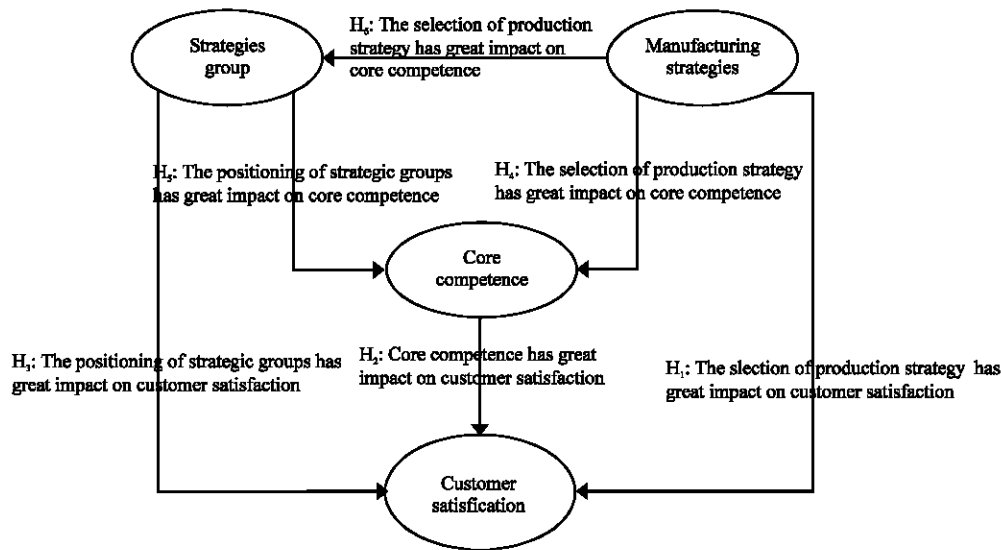 Strategies
group
H₆: The selection of production
strategy has great impact on
core competence
Manufacturing
strategies
H₅: The positioning of strategic groups
has great impact on core competence
H₄: The selection of production strategy
has great impact on core competence
Core
competence
H₃: The positioning of strategic groups has
great impact on customer satisfaction
H₂: Core competence has great
impact on customer satisfaction
H₁: The slection of production strategy has
great impact on customer satisfaction
Customer
satisfication